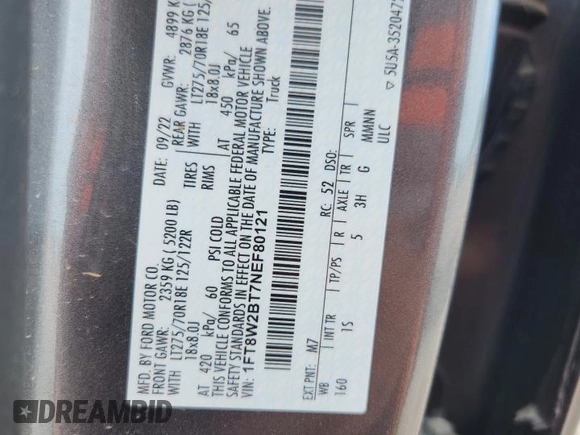 MFD. BY FORD MOTOR CO.
DATE: 09/22 GVWR: 4899 K
FRONT GAWR: 2359 KG ( 5200 LB) REAR GAWR: 2876 KG (
WITH LT275/70R18E 125/122R TIRES WITH LT275/70R18E 125/
18x8.0J RIMS 18x8.0J
AT 420 kPa/ 60 PSI COLD AT 450 kPa/ 65
THIS VEHICLE CONFORMS TO ALL APPLICABLE FEDERAL MOTOR VEHICLE
SAFETY STANDARDS IN EFFECT ON THE DATE OF MANUFACTURE SHOWN ABOVE.
VIN: 1FT8W2BT7NEF80121 TYPE: Truck
EXT PNT: M7 RC: 52 DSO:
WB INT TR TP/PS R AXLE TR SPR
160 1S 5 3H G MMMNN
ULC
DREAMBID